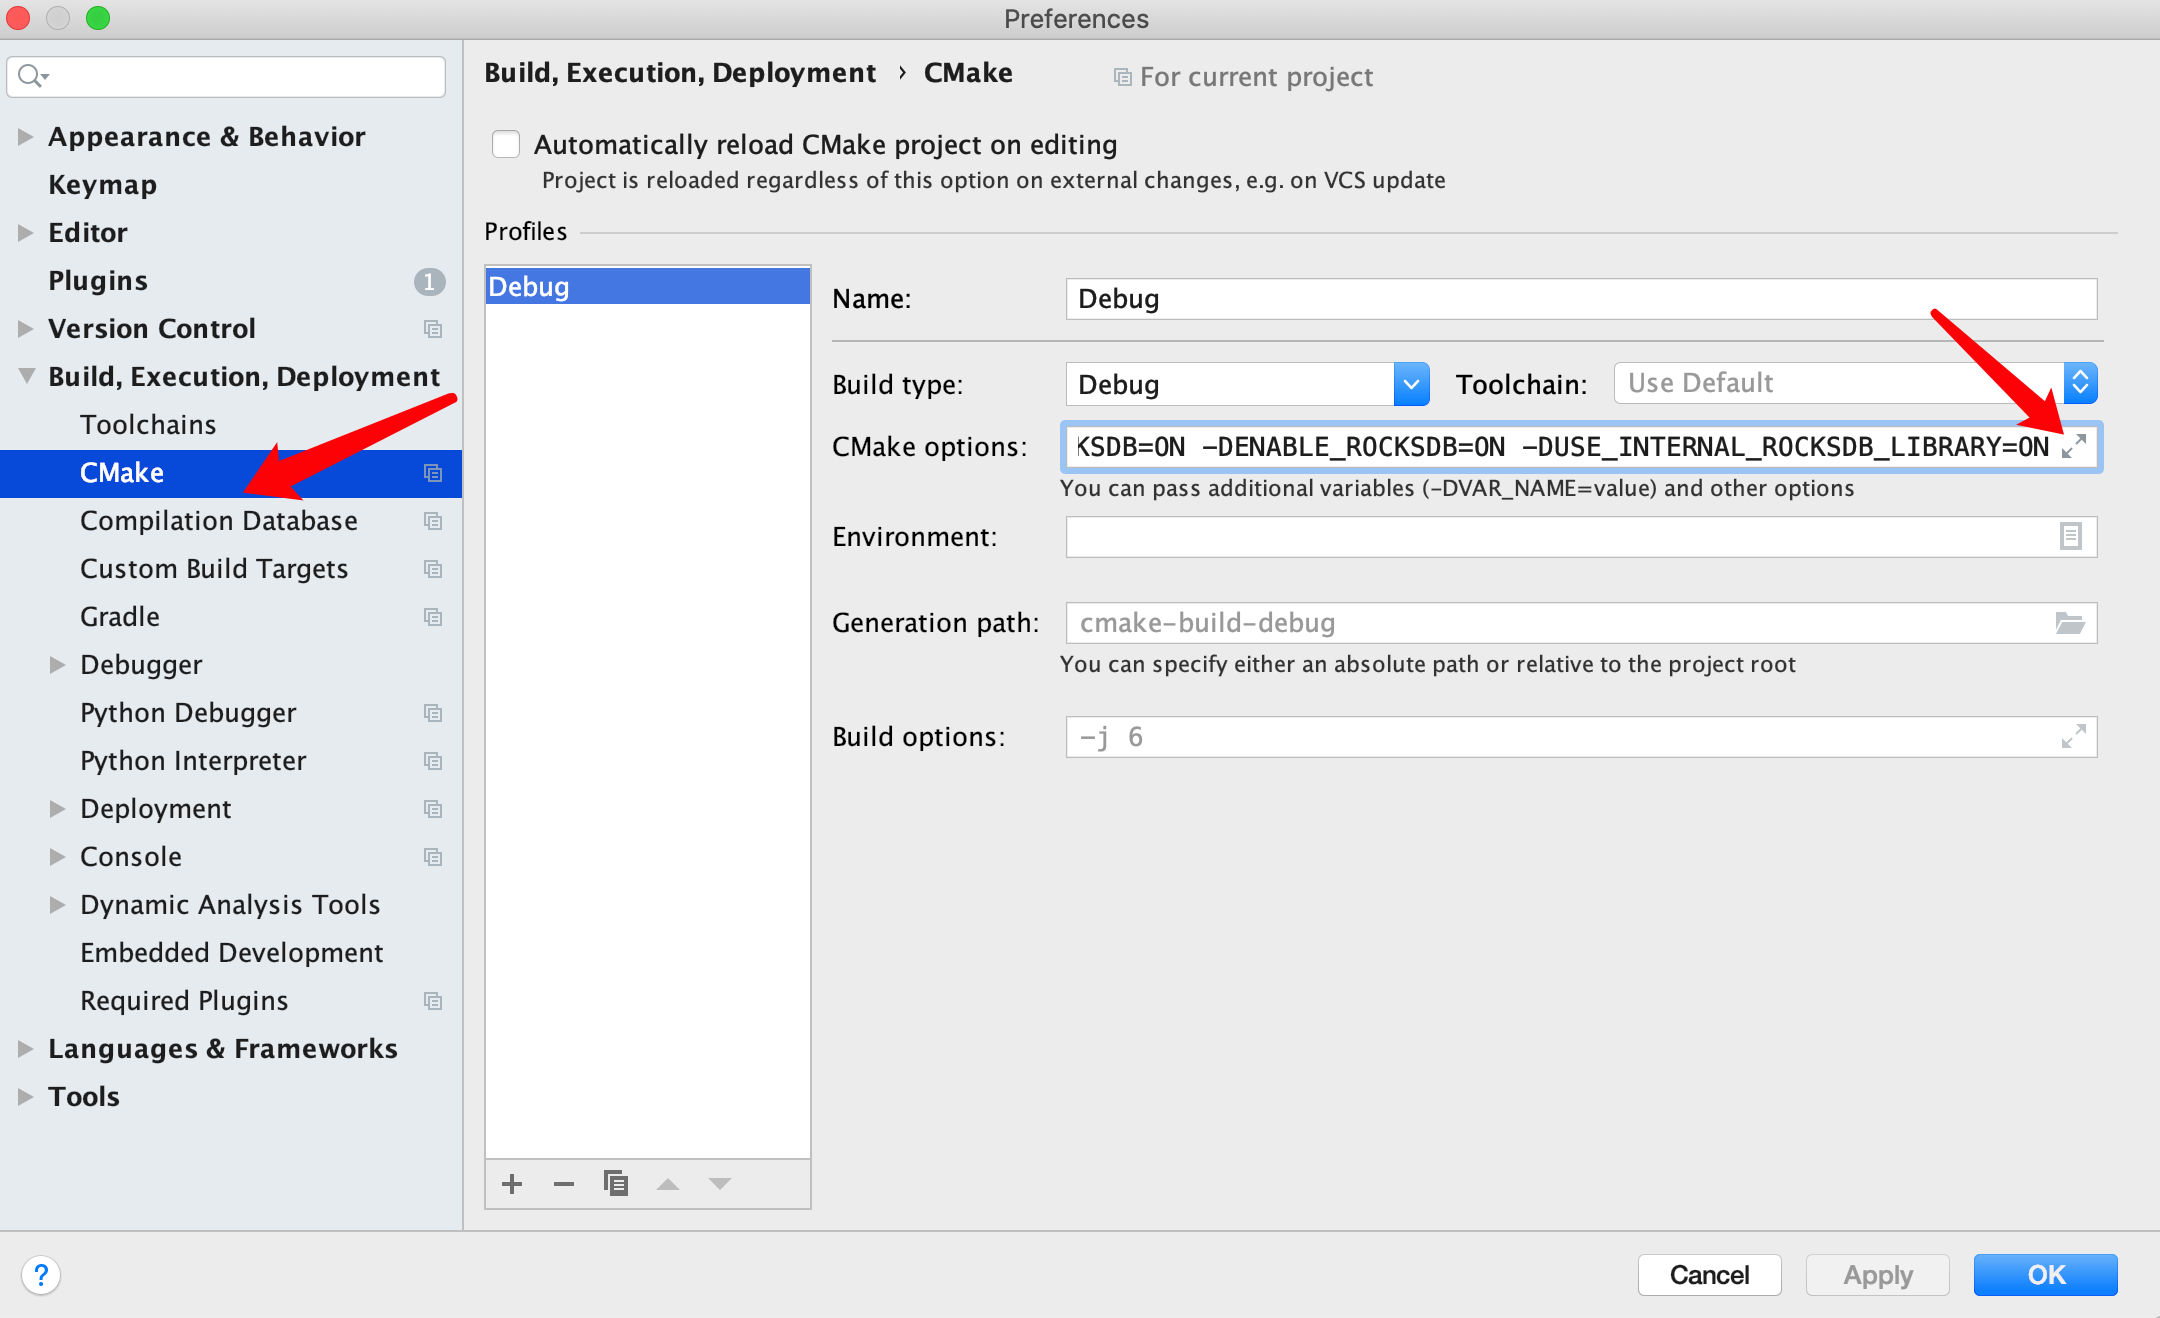 Preferences
Appearance & Behavior
Keymap
Editor
Plugins 1
Version Control
Build, Execution, Deployment
Toolchains
CMake
Compilation Database
Custom Build Targets
Gradle
Debugger
Python Debugger
Python Interpreter
Deployment
Console
Dynamic Analysis Tools
Embedded Development
Required Plugins
Languages & Frameworks
Tools
Build, Execution, Deployment › CMake For current project
Automatically reload CMake project on editing
Project is reloaded regardless of this option on external changes, e.g. on VCS update
Profiles
Debug
Name: Debug
Build type: Debug Toolchain: Use Default
CMake options: KSDB=ON -DENABLE_ROCKSDB=ON -DUSE_INTERNAL_ROCKSDB_LIBRARY=ON
You can pass additional variables (-DVAR_NAME=value) and other options
Environment:
Generation path: cmake-build-debug
You can specify either an absolute path or relative to the project root
Build options: -j 6
? Cancel Apply OK